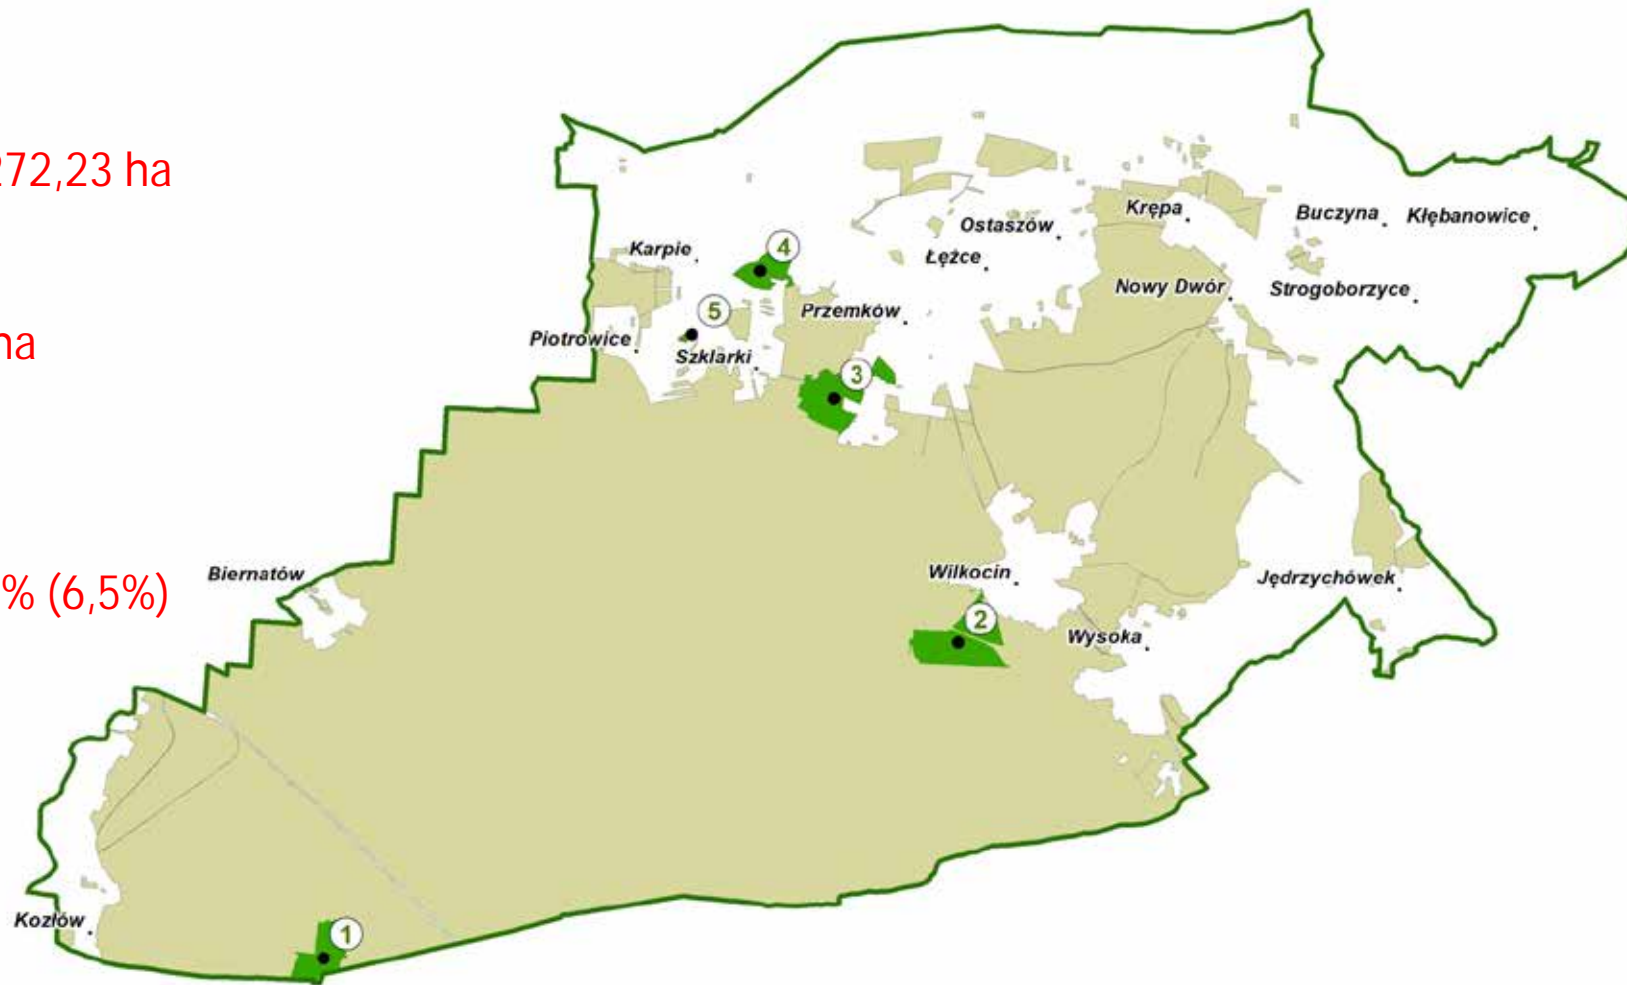 272,23 ha
Krępa
Buczyna
Kłębanowice
Ostaszów
Karpie
4
Łężce
Nowy Dwór
Strogoborzyce
5
Przemków
Piotrowice
Szklarki
ha
3
Biernatów
Wilkocin
Jędrzychówek
% (6,5%)
2
Wysoka
Kozłów
1